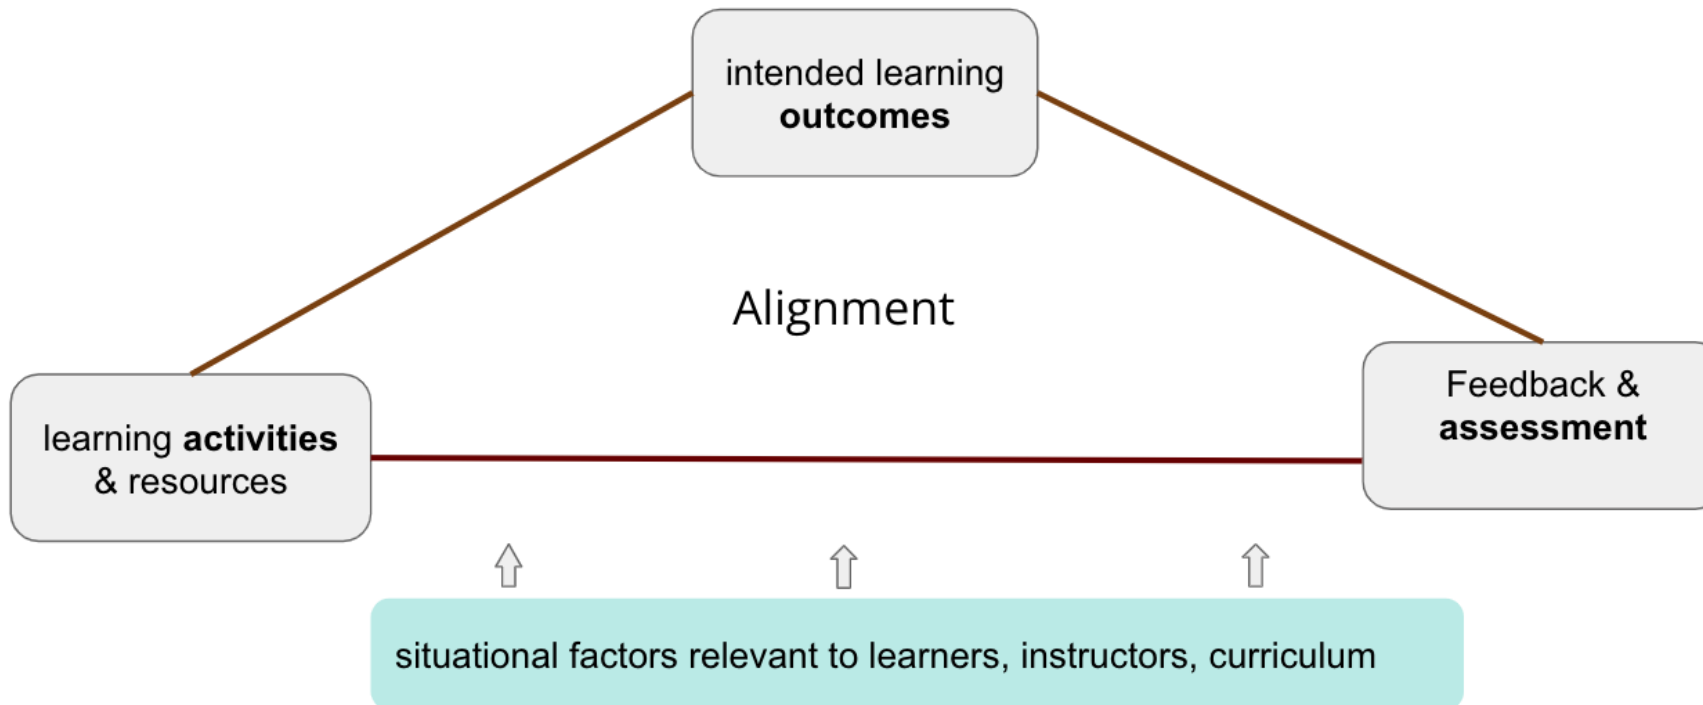 intended learning
outcomes
Alignment
learning activities
& resources
Feedback &
assessment
situational factors relevant to learners, instructors, curriculum